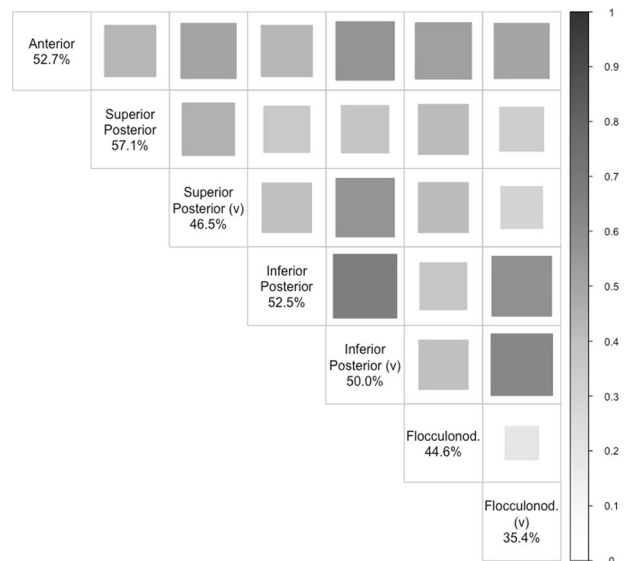 Anterior
52.7%
Superior
Posterior
57.1%
Superior
Posterior (v)
46.5%
Inferior
Posterior
52.5%
Inferior
Posterior (v)
50.0%
Flocculonod.
44.6%
Flocculonod.
(v)
35.4%
1
0.9
0.8
0.7
0.6
0.5
0.4
0.3
0.2
0.1
0